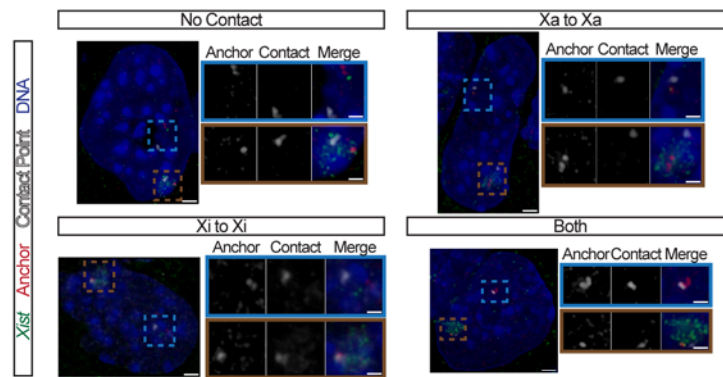 No Contact
Anchor Contact Merge
Xa to Xa
Anchor Contact Merge
Xist Anchor Contact Point DNA
Xi to Xi
Anchor Contact Merge
Both
Anchor Contact Merge